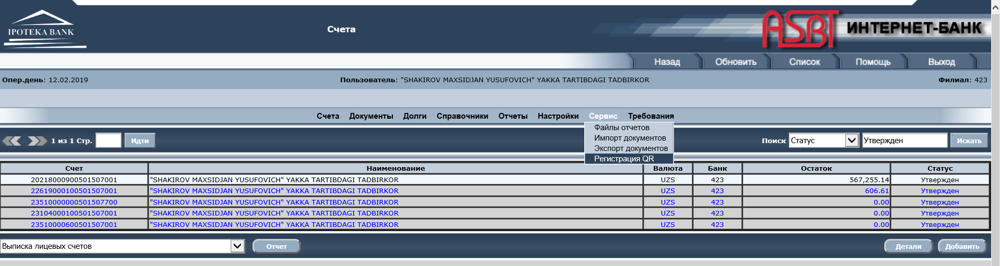 IPOTEKA BANK
Счета
ASBT ИНТЕРНЕТ-БАНК
Назад Обновить Список Помощь Выход
Опер.день: 12.02.2019 Пользователь: "SHAKIROV MAXSIDJAN YUSUFOVICH" YAKKA TARTIBDAGI TADBIRKOR Филиал: 423
Счета Документы Долги Справочники Отчеты Настройки Сервис Требования
Файлы отчетов
Импорт документов
Экспорт документов
Регистрация QR
1 из 1 Стр. Идти Поиск Статус Утвержден Искать
Счет Наименование Валюта Банк Остаток Статус
20218000900501507001 "SHAKIROV MAXSIDJAN YUSUFOVICH" YAKKA TARTIBDAGI TADBIRKOR UZS 423 567,255.14 Утвержден
22619000100501507001 "SHAKIROV MAXSIDJAN YUSUFOVICH" YAKKA TARTIBDAGI TADBIRKOR UZS 423 606.61 Утвержден
23510000000501507700 "SHAKIROV MAXSIDJAN YUSUFOVICH" YAKKA TARTIBDAGI TADBIRKOR UZS 423 0.00 Утвержден
23104000100501507001 "SHAKIROV MAXSIDJAN YUSUFOVICH" YAKKA TARTIBDAGI TADBIRKOR UZS 423 0.00 Утвержден
23510000600501507001 "SHAKIROV MAXSIDJAN YUSUFOVICH" YAKKA TARTIBDAGI TADBIRKOR UZS 423 0.00 Утвержден
Выписка лицевых счетов Отчет Детали Добавить